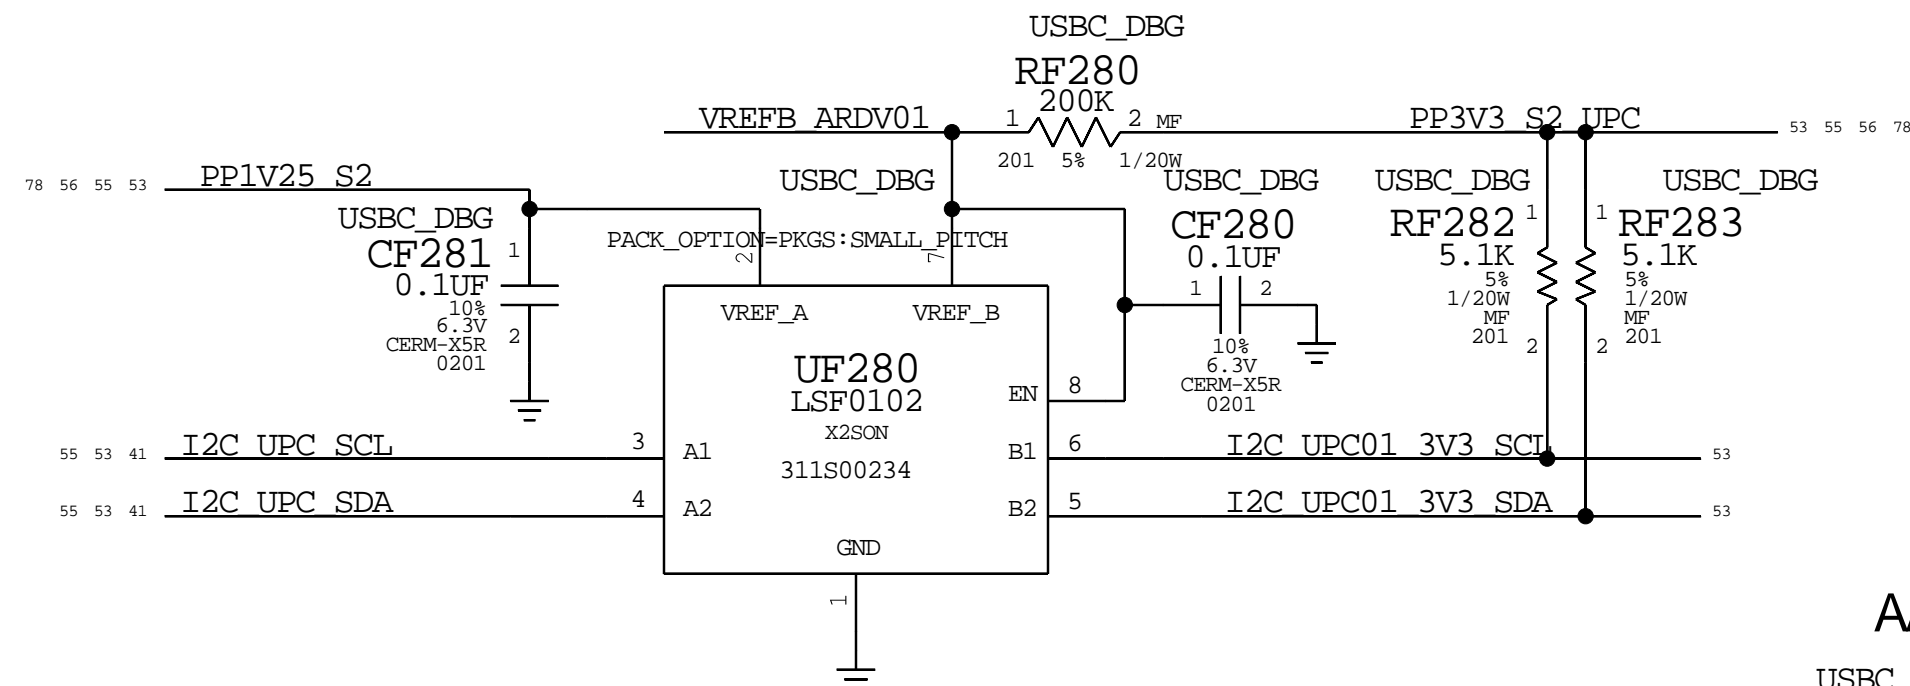 USBC_DBG
RF280
200K
VREFB_ARDV01
1
2 MF
PP3V3_S2_UPC
53 55 56 78
201 5% 1/20W
78 56 55 53
PP1V25_S2
USBC_DBG
USBC_DBG
USBC_DBG
USBC_DBG
USBC_DBG
CF281
1
0.1UF
10%
6.3V
CERM-X5R
0201
2
PACK_OPTION=PKGS:SMALL_PITCH
2
7
CF280
0.1UF
1
2
10%
6.3V
CERM-X5R
0201
RF282
1
5.1K
5%
1/20W
MF
201
2
1
RF283
5.1K
5%
1/20W
MF
201
2
VREF_A
VREF_B
UF280
LSF0102
X2SON
311S00234
EN
8
55 53 41
I2C_UPC_SCL
3
A1
B1
6
I2C_UPC01_3V3_SCL
53
55 53 41
I2C_UPC_SDA
4
A2
B2
5
I2C_UPC01_3V3_SDA
53
GND
1
USBC